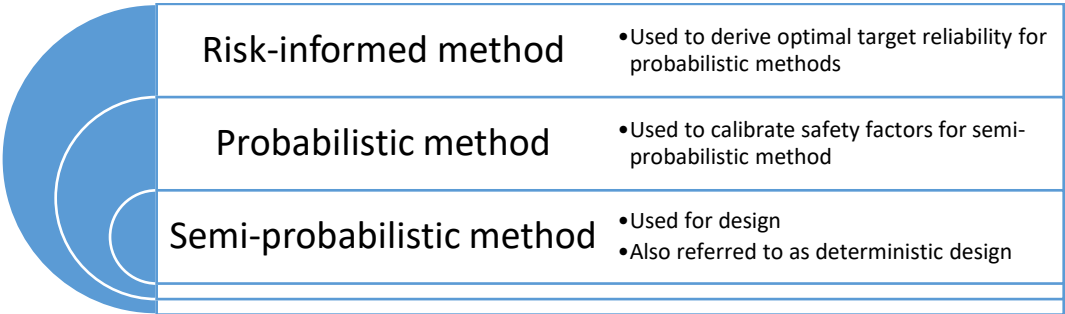 Risk-informed method
•Used to derive optimal target reliability for
probabilistic methods
Probabilistic method
•Used to calibrate safety factors for semi-
probabilistic method
Semi-probabilistic method
•Used for design
•Also referred to as deterministic design